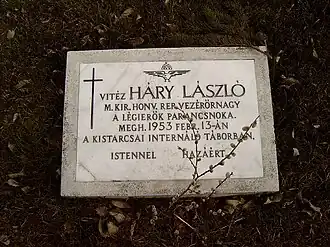 VITÉZ HÁRY LÁSZLÓ
M. KIR. HONV. REP. VEZÉRŐRNAGY
A LÉGIERŐK PARANCSNOKA.
MEGH. 1953 FEBR. 13-ÁN
A KISTARCSAI INTERNÁLÓ TÁBORBAN.
ISTENNEL HAZÁÉRT